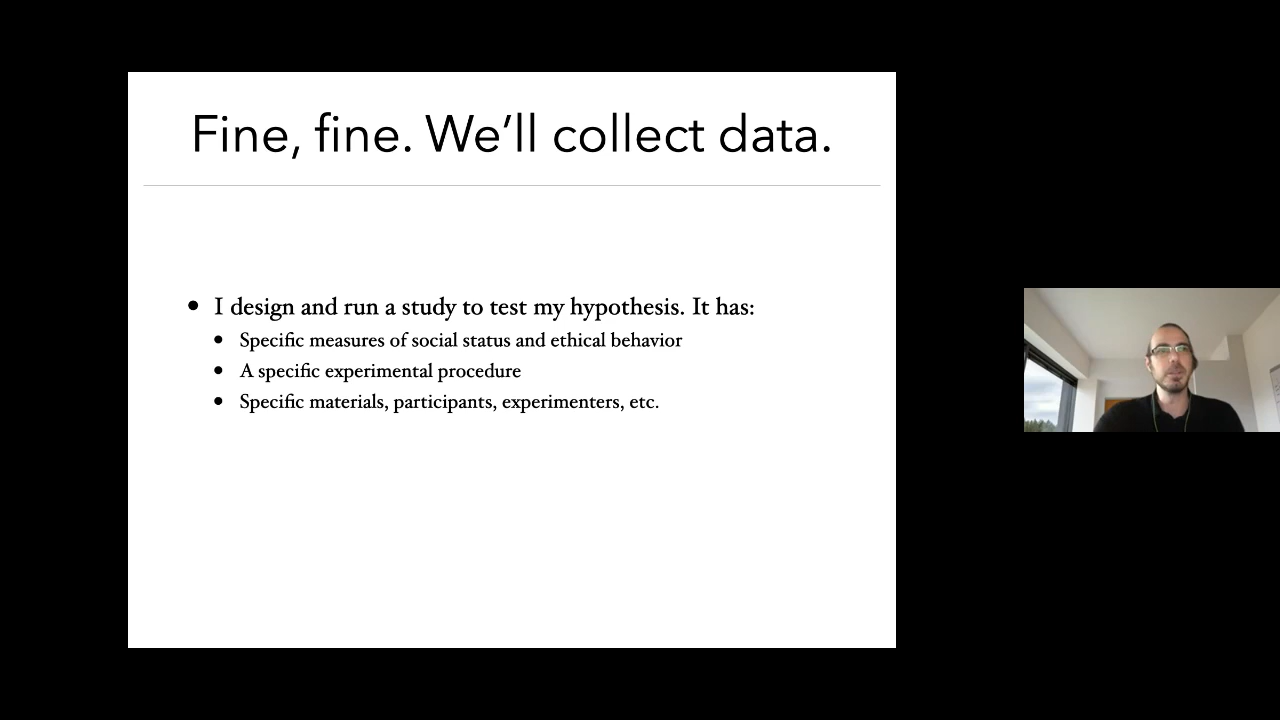 Fine, fine. We’ll collect data.
• I design and run a study to test my hypothesis. It has:
• Specific measures of social status and ethical behavior
• A specific experimental procedure
• Specific materials, participants, experimenters, etc.